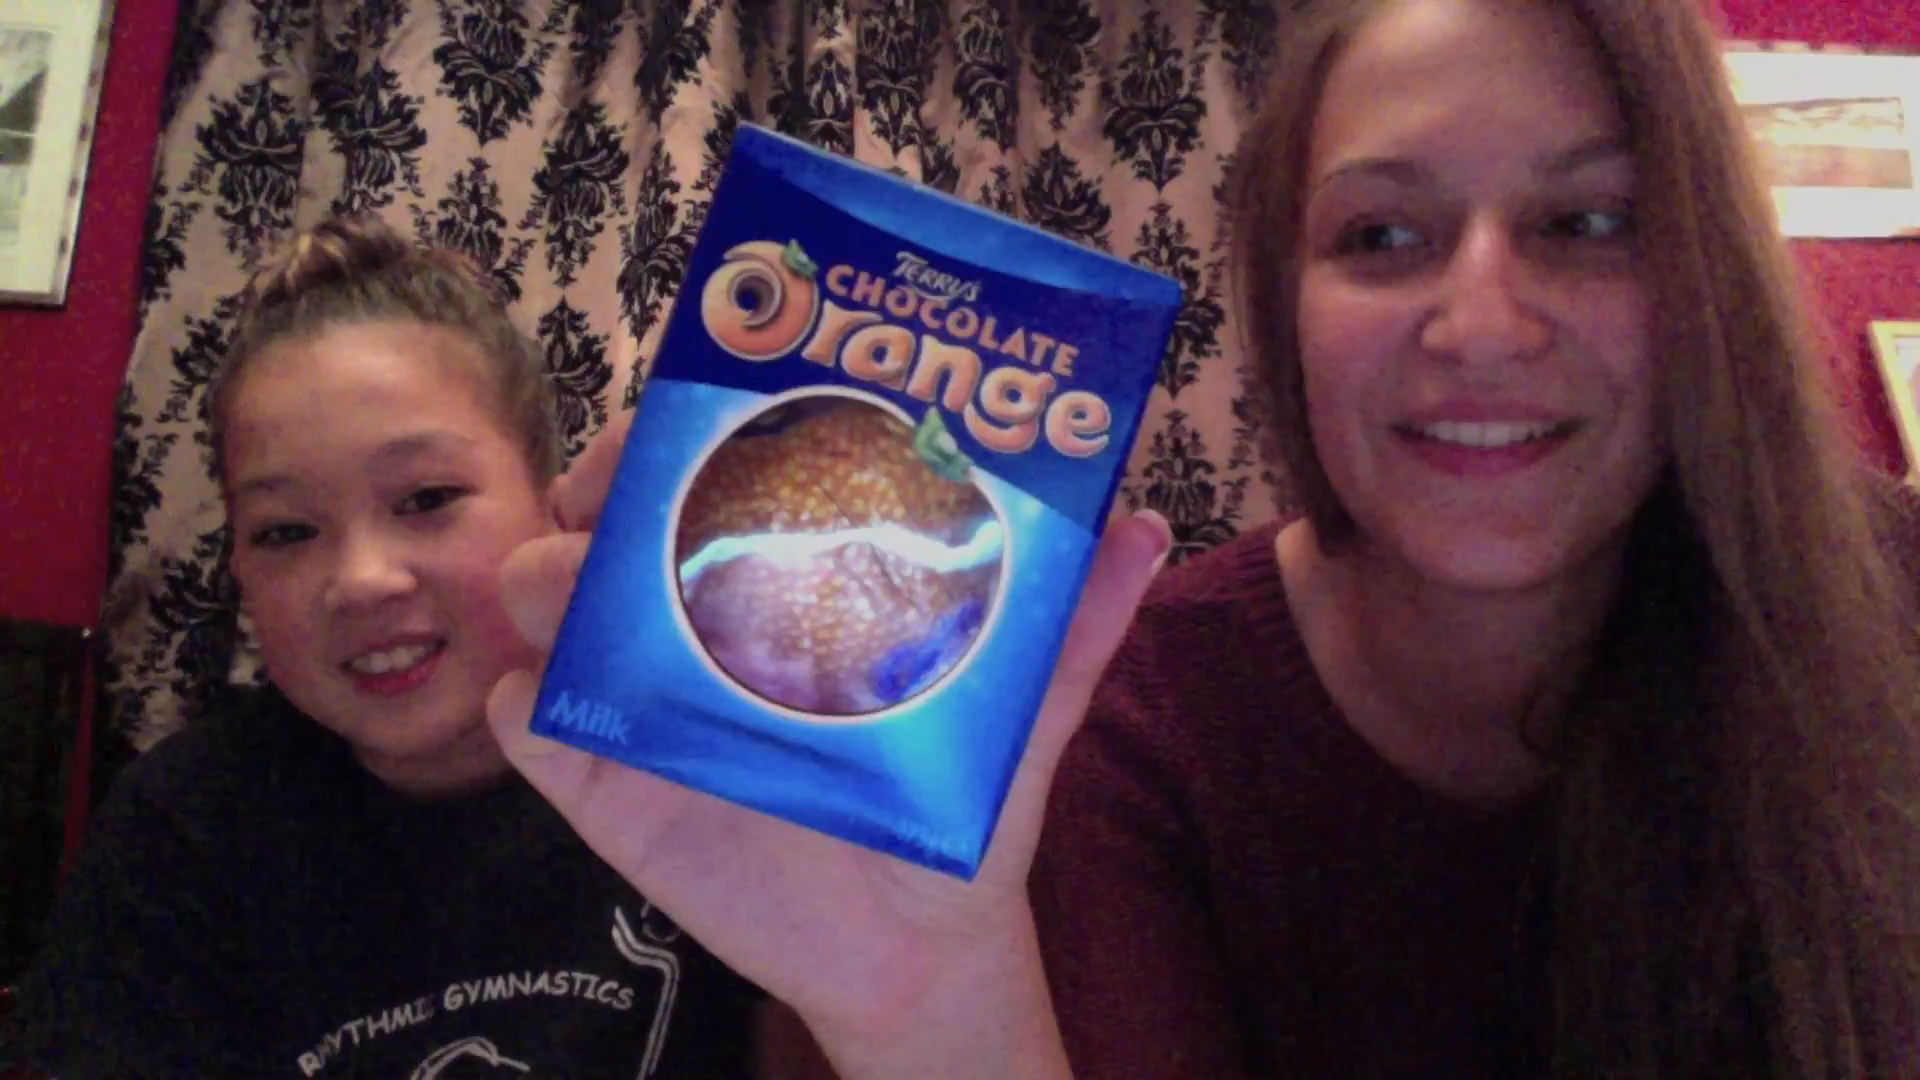 TERRY'S
CHOCOLATE
Orange
Milk
RHYTHMIC GYMNASTICS